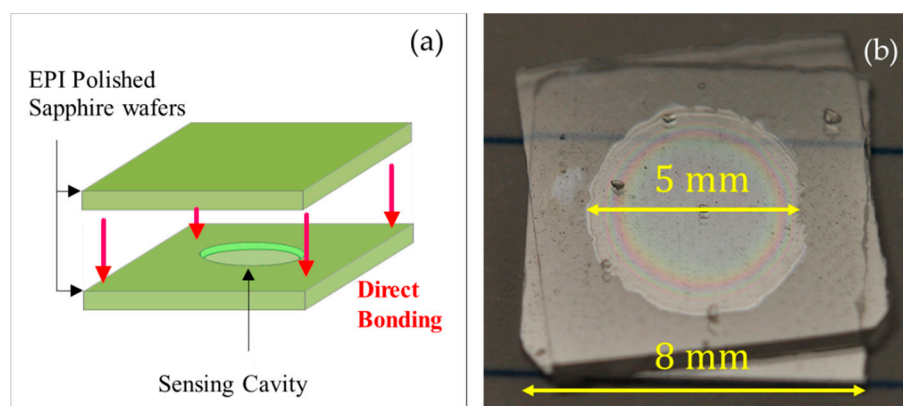 (a)
EPI Polished
Sapphire wafers
Direct
Bonding
Sensing Cavity
(b)
5 mm
8 mm